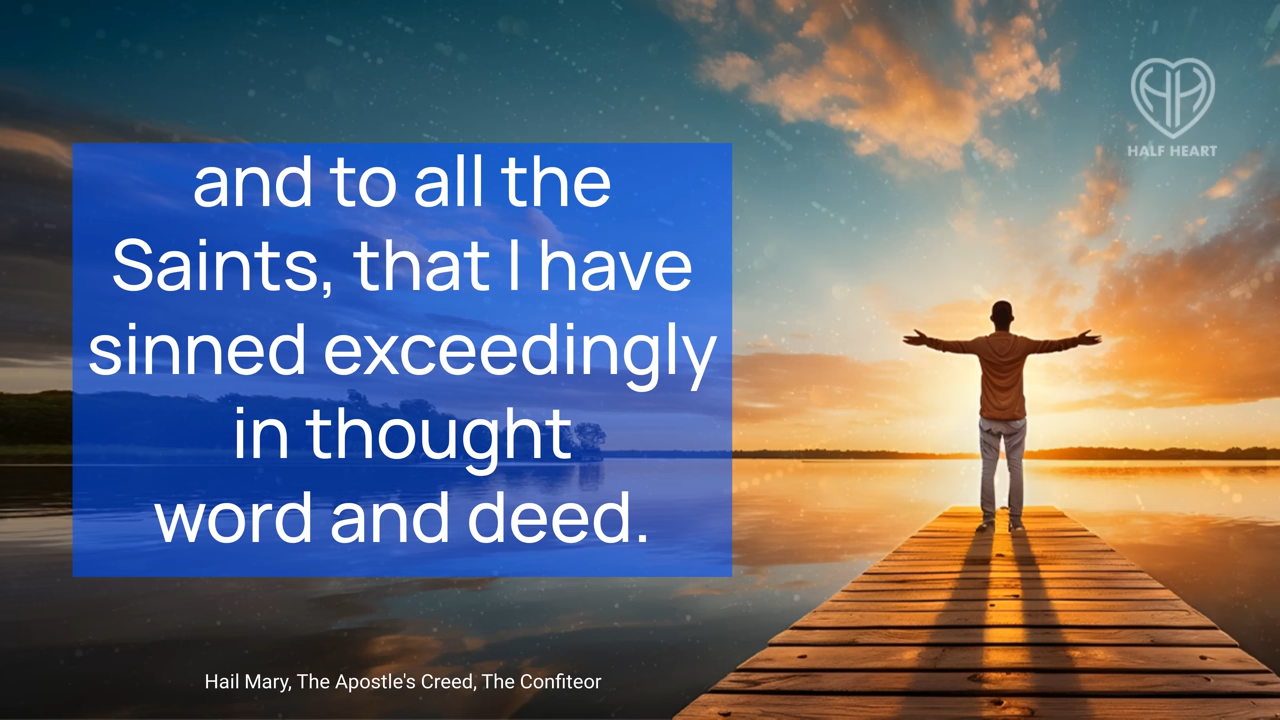 HALF HEART
and to all the
Saints, that I have
sinned exceedingly
in thought
word and deed.
Hail Mary, The Apostle's Creed, The Confiteor